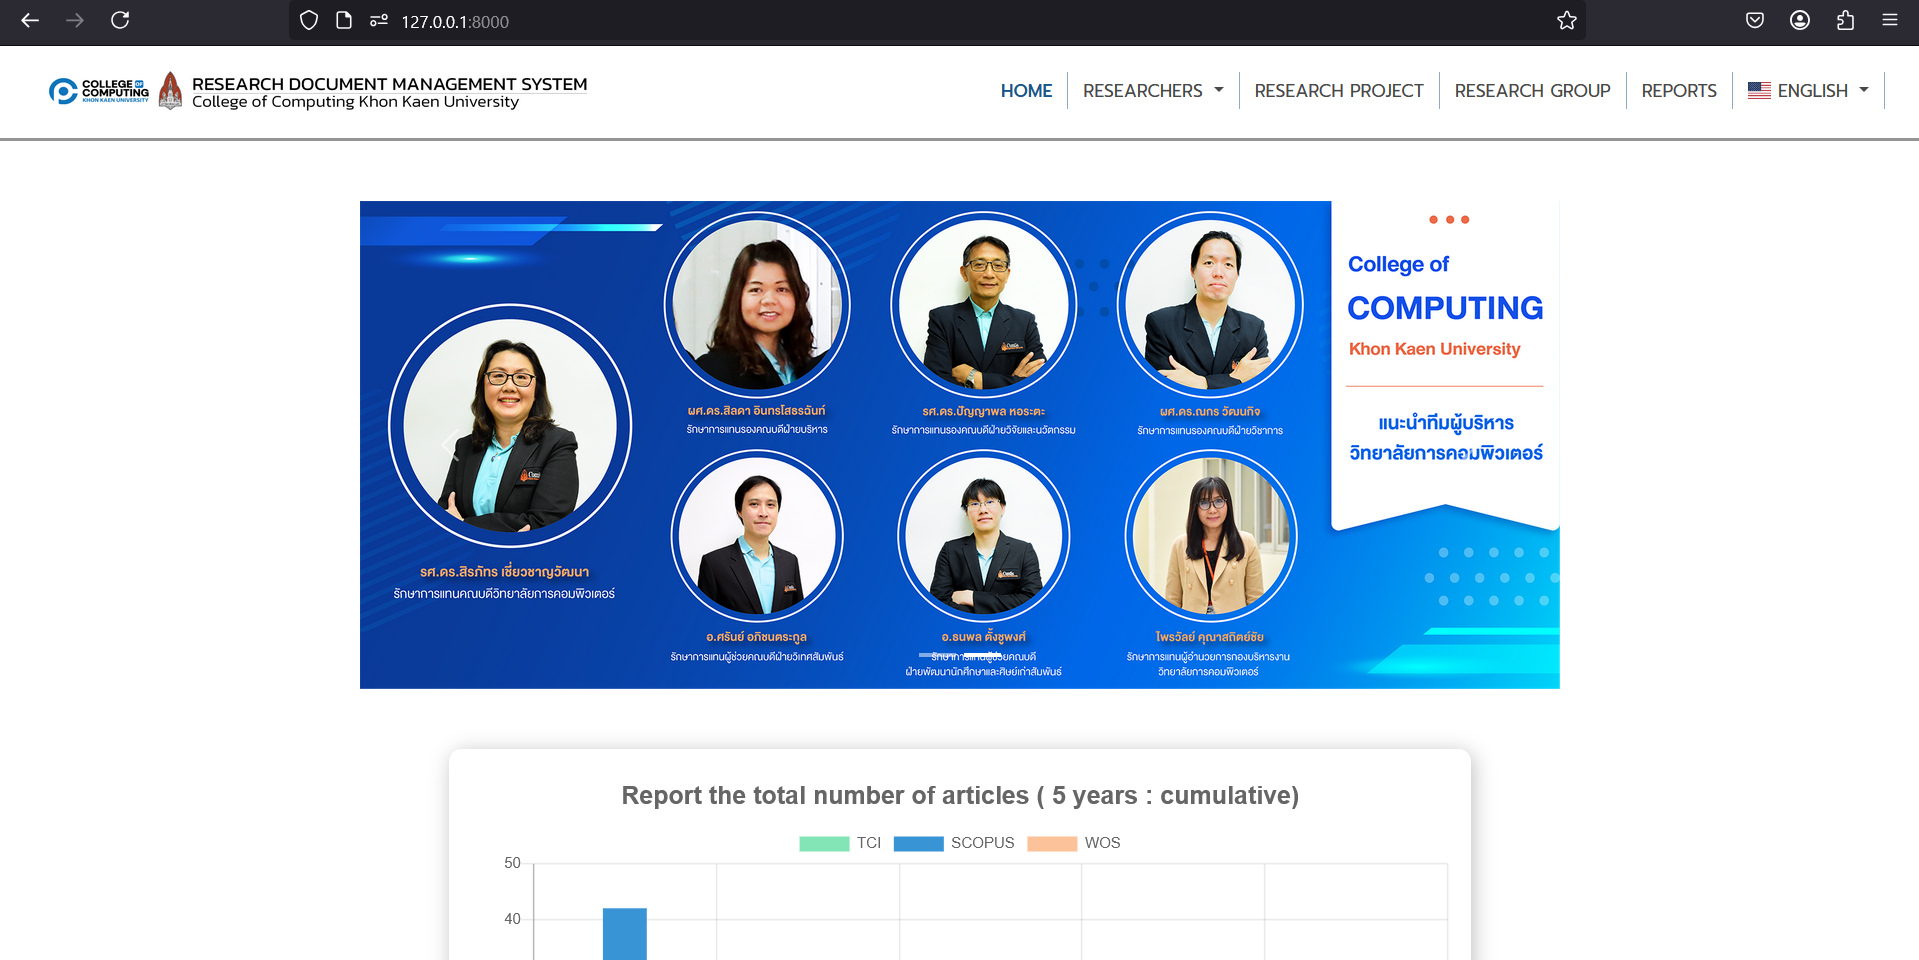 127.0.0.1:8000
COLLEGE OF
COMPUTING
KHON KAEN UNIVERSITY
RESEARCH DOCUMENT MANAGEMENT SYSTEM
College of Computing Khon Kaen University
HOME
RESEARCHERS
RESEARCH PROJECT
RESEARCH GROUP
REPORTS
ENGLISH
College of
COMPUTING
Khon Kaen University
แนะนำทีมผู้บริหาร
วิทยาลัยการคอมพิวเตอร์
ผศ.ดร.สิลดา อินทรโสธรฉันท์
รักษาการแทนรองคณบดีฝ่ายบริหาร
รศ.ดร.ปัญญาพล หอระตะ
รักษาการแทนรองคณบดีฝ่ายวิจัยและนวัตกรรม
ผศ.ดร.ณกร วัฒนกิจ
รักษาการแทนรองคณบดีฝ่ายวิชาการ
รศ.ดร.สิรภัทร เชี่ยวชาญวัฒนา
รักษาการแทนคณบดีวิทยาลัยการคอมพิวเตอร์
อ.ศรัณย์ อภิชนตระกูล
รักษาการแทนผู้ช่วยคณบดีฝ่ายวิเทศสัมพันธ์
อ.ธนพล ตั้งชูพงศ์
รักษาการแทนผู้ช่วยคณบดี
ฝ่ายพัฒนานักศึกษาและศิษย์เก่าสัมพันธ์
ไพรวัลย์ คุณาสถิตย์ชัย
รักษาการแทนผู้อำนวยการกองบริหารงาน
วิทยาลัยการคอมพิวเตอร์
Report the total number of articles ( 5 years : cumulative)
TCI SCOPUS WOS
50
40